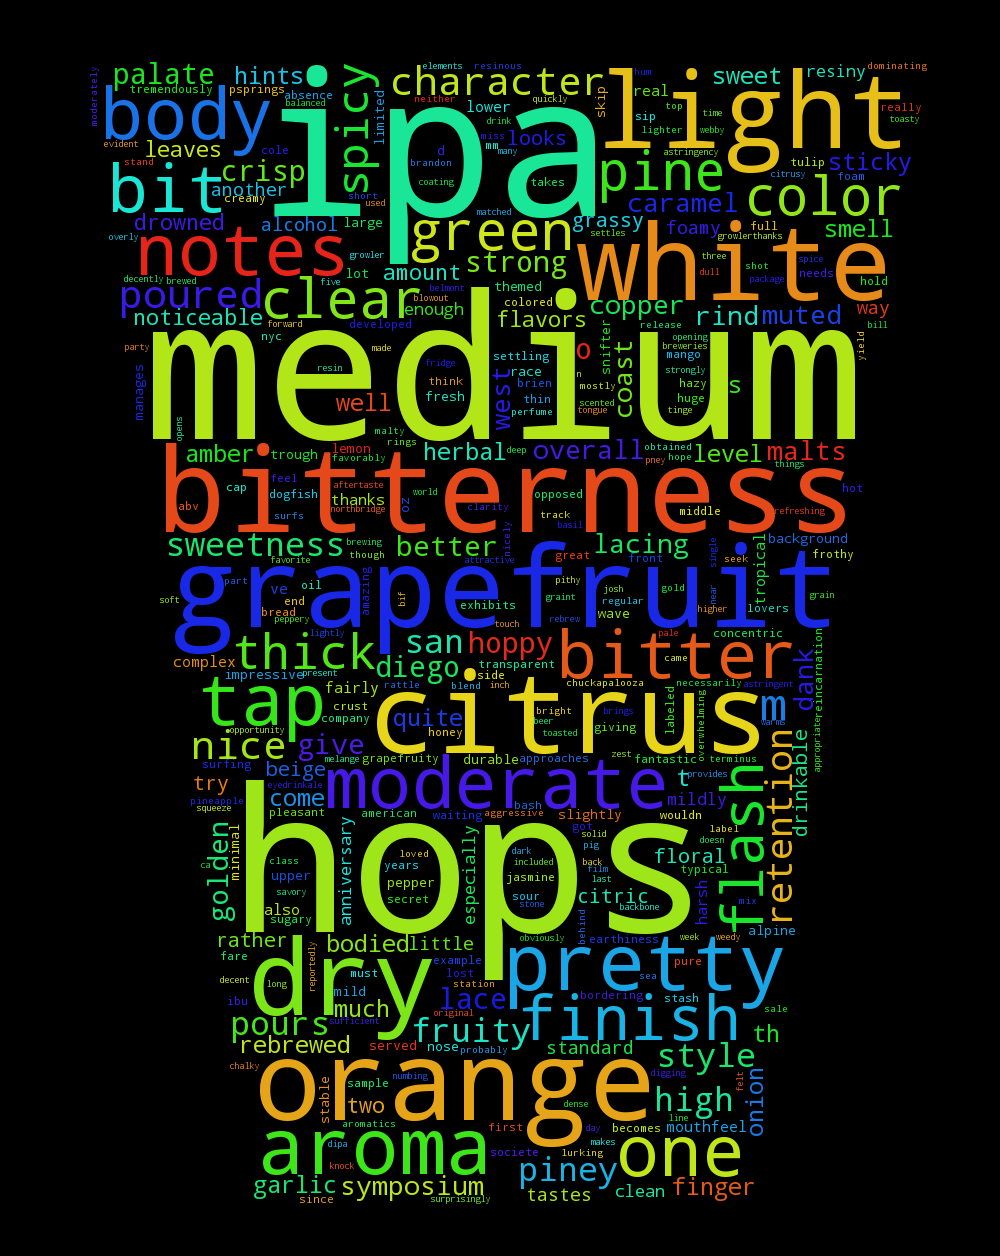 moderately palate hints elements resinous hum dominating
tremendously psprings absence balanced spicy limited character neither lower quickly skip real top time light sweet resiny really toasty
body ipa drink sip lighter webby
evident leaves cole d mm miss many looks astringency tulip sticky
stand crisp brandon pine citrusy foam
bit another creamy short coating takes caramel color
drowned alcohol used large matched grassy foamy full smell
overly notes growler green settles white growlerthanks three
decently brewed lot amount strong dull shot spice needs package hold
poured clear five themed copper
noticeable nyc forward belmont blowout enough colored flavors release rind muted way bill
party developed snifter opening breweries yield
medium made o settling race n mostly mango
manages resin fridge think brien coast strongly
well fresh west thin scented hazy s
opens perfume tongue huge tinge
malty rings
amber trough lemon favorably herbal deep overall obtained hope level malts
bitterness feel aftertaste pney things
cap dogfish thanks world opposed hot
abv surfs northbridge oz clarity track middle refreshing
sweetness brewing better nicely basil lacing single tropical background
favorite though attractive great front seek frothy
grapefruit part ve oil amazing bif exhibits pithy graint josh regular gold near lovers grain
soft bread end peppery touch rebrew wave higher
lightly san hoppy bitter pale concentric
complex thick present diego transparent came dank reincarnation
impressive rattle blend side inch chuckapalooza necessarily astringent
tap fairly crust citrus m
company quite honey beer bright toasted brings giving labeled overwhelming warms appropriate
nice opportunity give melange grapefruity durable approaches zest fantastic terminus
surfing beige eyedrinkale t provides drinkable
try come moderate mildly flash retention
pineapple squeeze pleasant american waiting bash aggressive slightly wouldn label
golden minimal hops anniversary especially got solid doesn
class loved dark pig floral
ca upper years included back film typical
savory pepper jasmine last citric harsh mix
also secret sour stone backbone
sugary behind
rather bodied little obviously earthiness week weedy alpine
fare reportedly dry pretty
decent long must example lost sea pure
ibu mild station bordering stash
much lace finish sale
pours sufficient original fruity th
rebrewed served nose probably standard style
chalky orange numbing digging felt onion
stable sample dense high
two aromatics first line day becomes mouthfeel
aroma dipa makes one
knock societe lurking
garlic symposium piney clean finger
since surprisingly tastes